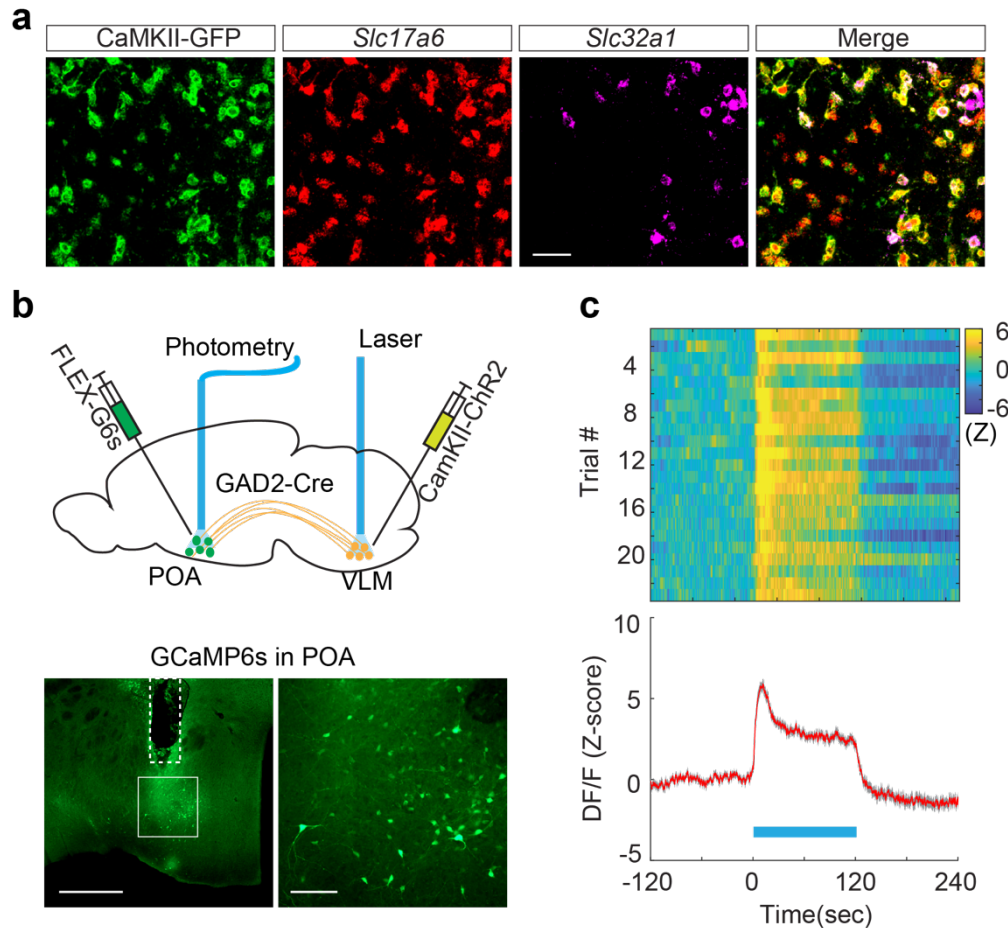 a
CaMKII-GFP
Slc17a6
Slc32a1
Merge
b
Photometry
Laser
FLEX-G6s
CamKII-ChR2
GAD2-Cre
POA
VLM
GCaMP6s in POA
c
Trial #
4
8
12
16
20
6
0
-6
(Z)
DF/F (Z-score)
10
5
0
-5
-120
0
120
240
Time(sec)